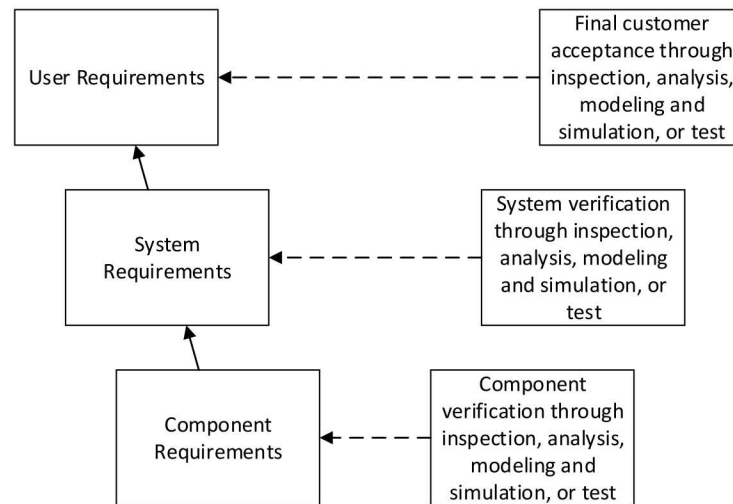 User Requirements
Final customer
acceptance through
inspection, analysis,
modeling and
simulation, or test
System
Requirements
System verification
through inspection,
analysis, modeling
and simulation, or
test
Component
Requirements
Component
verification through
inspection, analysis,
modeling and
simulation, or test